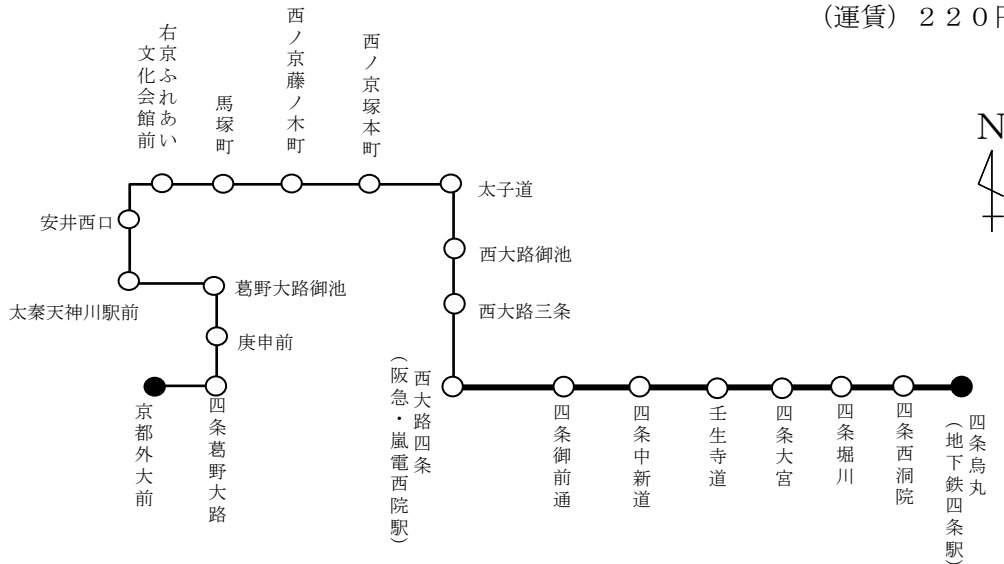 (運賃) 220円
N
右京ふれあい
文化会館前
馬塚町
西ノ京藤ノ木町
西ノ京塚本町
太子道
安井西口
西大路御池
太秦天神川駅前
葛野大路御池
西大路三条
庚申前
京都外大前
四条葛野大路
西大路四条
(阪急・嵐電西院駅)
四条御前通
四条中新道
壬生寺道
四条大宮
四条堀川
四条西洞院
四条烏丸
(地下鉄四条駅)